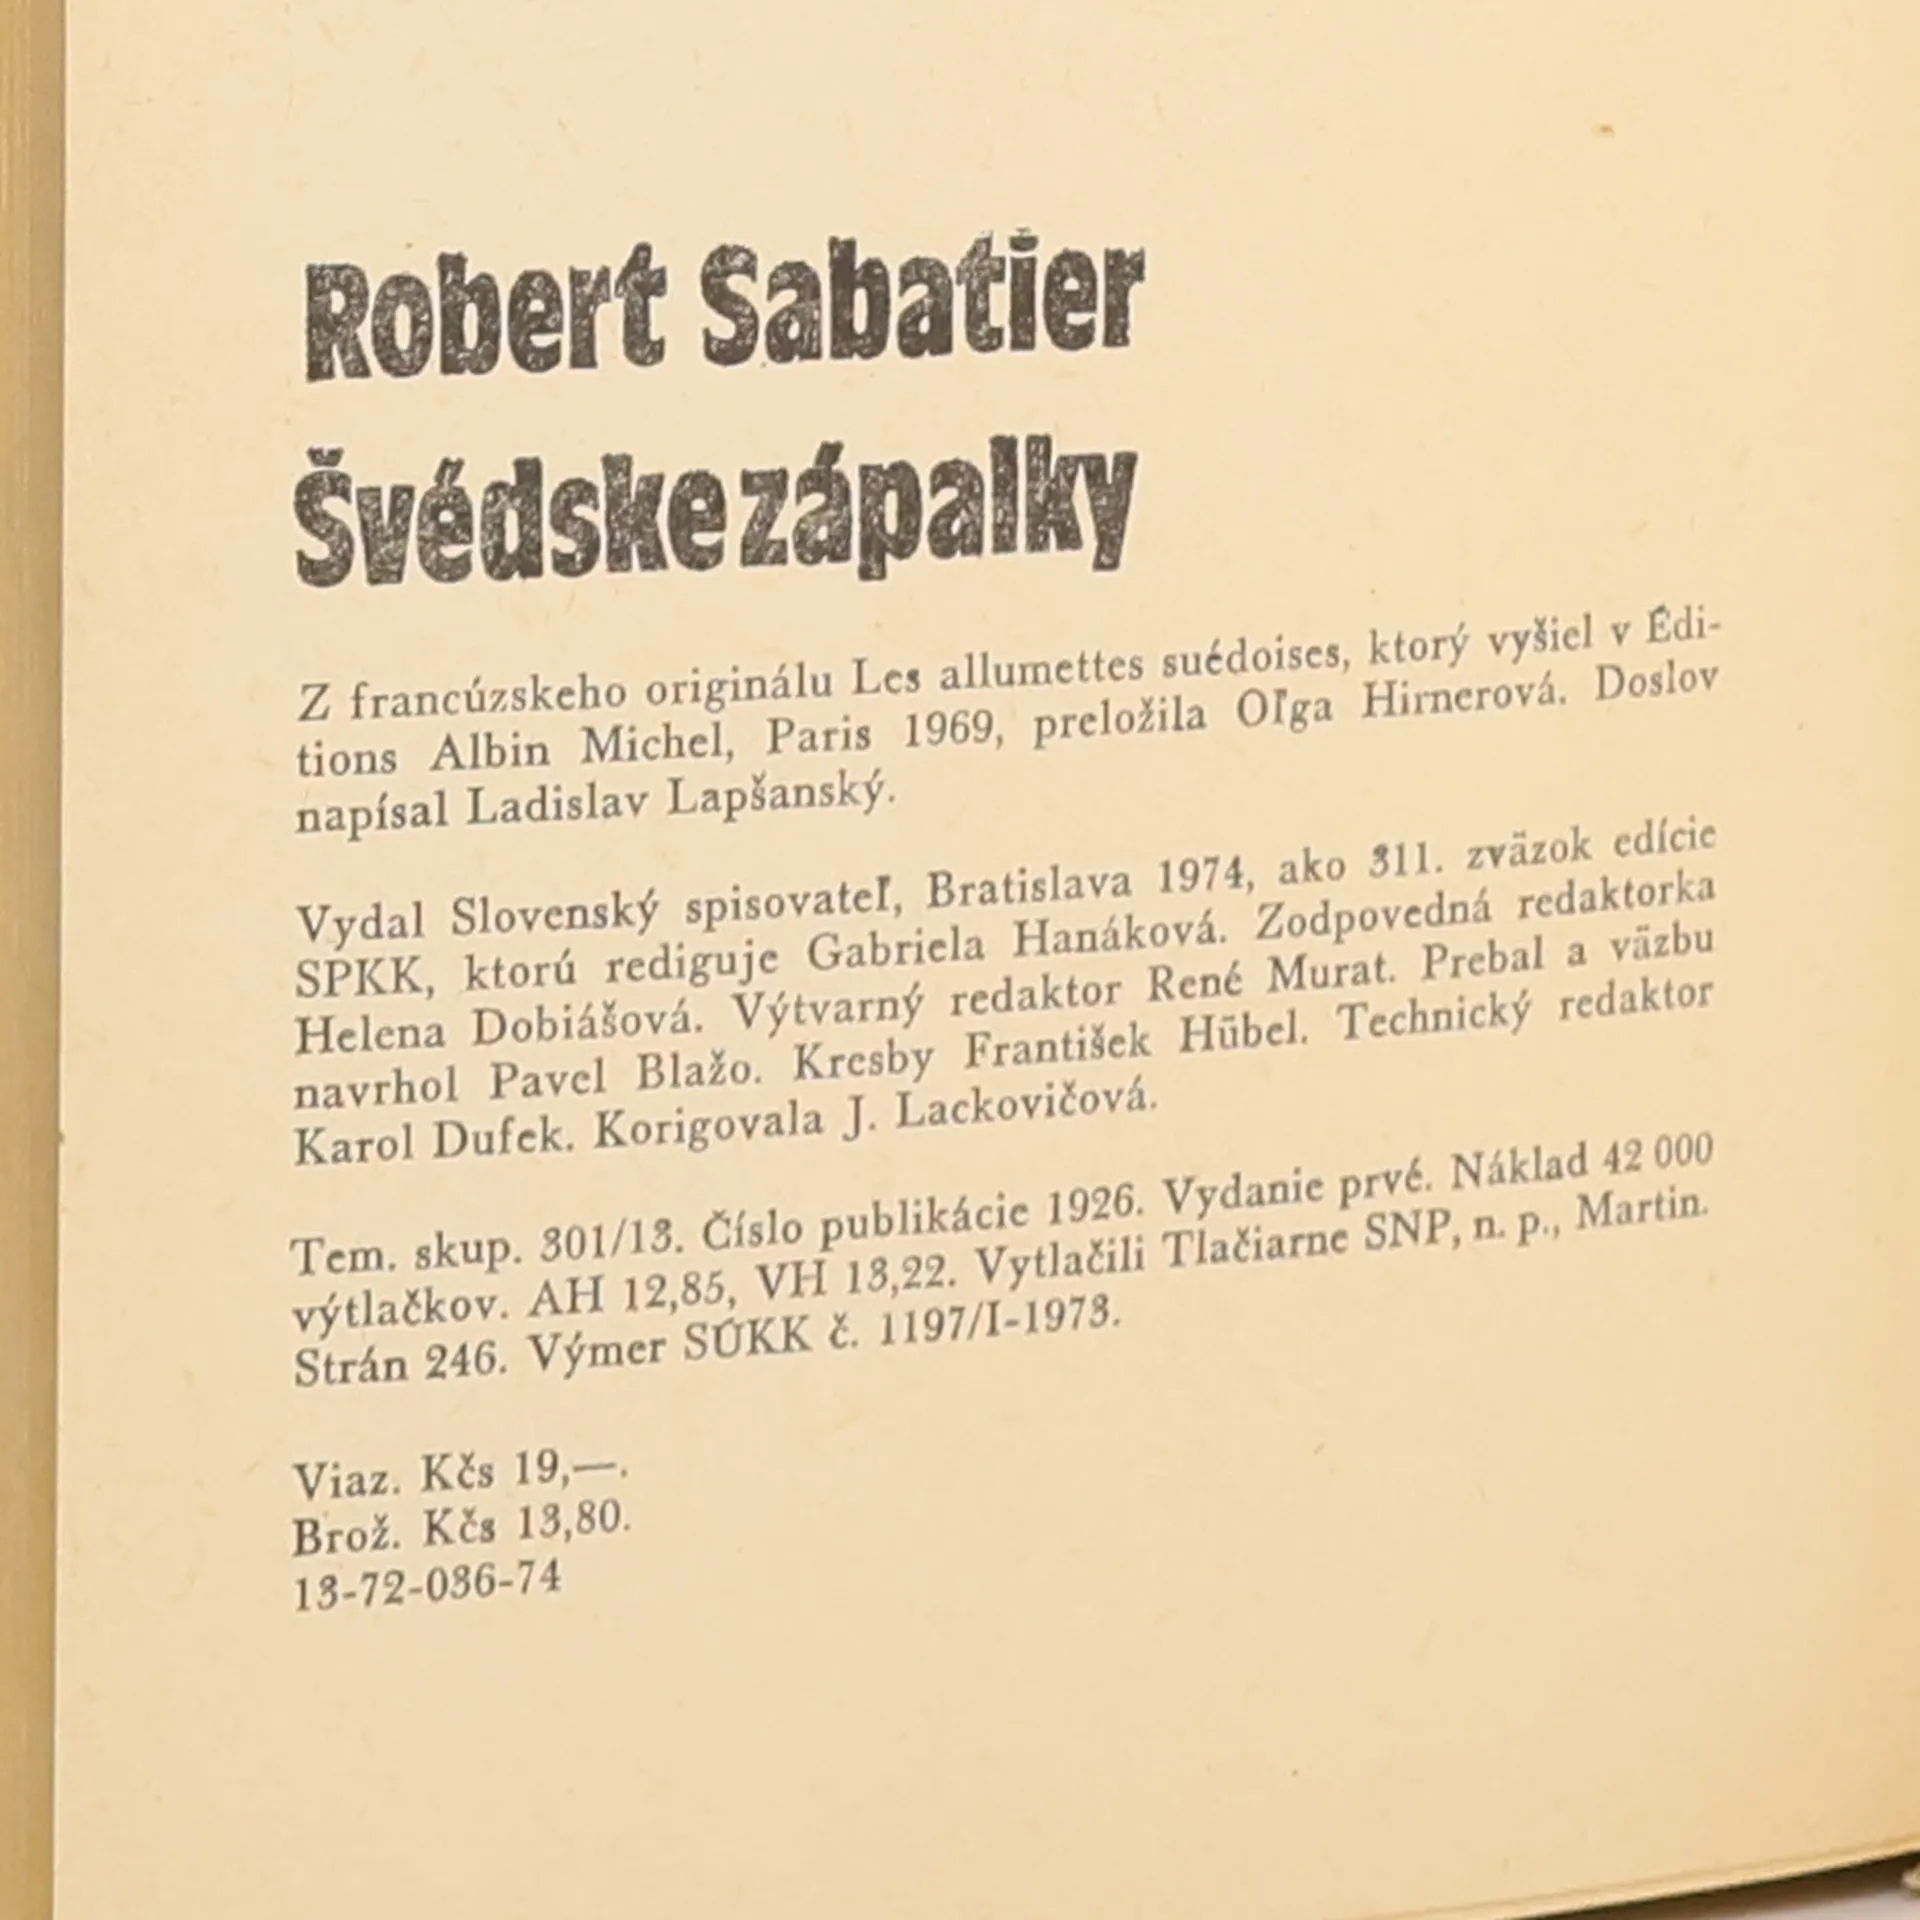 Robert Sabatier
Švédske zápalky
Z francúzskeho originálu Les allumettes suédoises, ktorý vyšiel v Édi-
tions Albin Michel, Paris 1969, preložila Oľga Hirnerová. Doslov
napísal Ladislav Lapšanský.
Vydal Slovenský spisovateľ, Bratislava 1974, ako 311. zväzok edície
SPKK, ktorú rediguje Gabriela Hanáková. Zodpovedná redaktorka
Helena Dobiášová. Výtvarný redaktor René Murat. Prebal a väzbu
navrhol Pavel Blažo. Kresby František Hübel. Technický redaktor
Karol Dufek. Korigovala J. Lackovičová.
Tem. skup. 301/13. Číslo publikácie 1926. Vydanie prvé. Náklad 42 000
výtlačkov. AH 12,85, VH 13,22. Vytlačili Tlačiarne SNP, n. p., Martin.
Strán 246. Výmer SÚKK č. 1197/I-1973.
Viaz. Kčs 19,—.
Brož. Kčs 13,80.
13-72-036-74